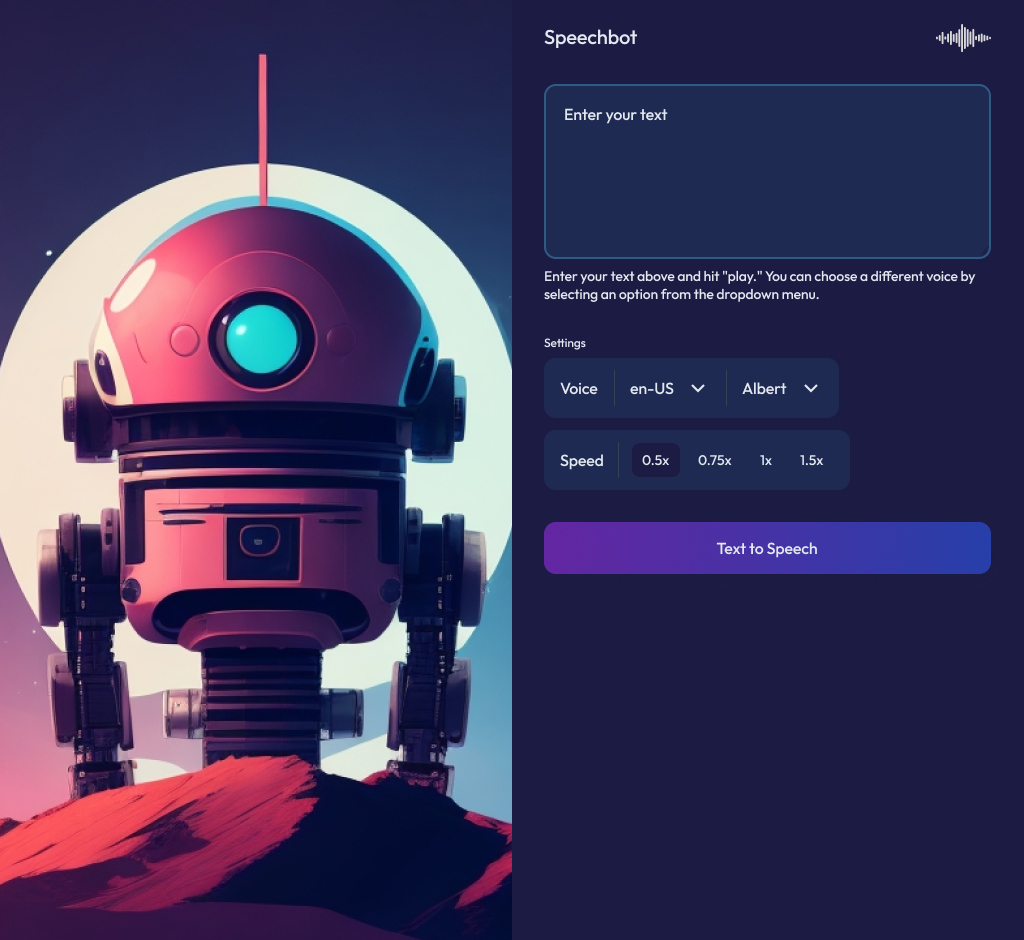 Speechbot
Enter your text
Enter your text above and hit "play." You can choose a different voice by
selecting an option from the dropdown menu.
Settings
Voice en-US Albert
Speed 0.5x 0.75x 1x 1.5x
Text to Speech